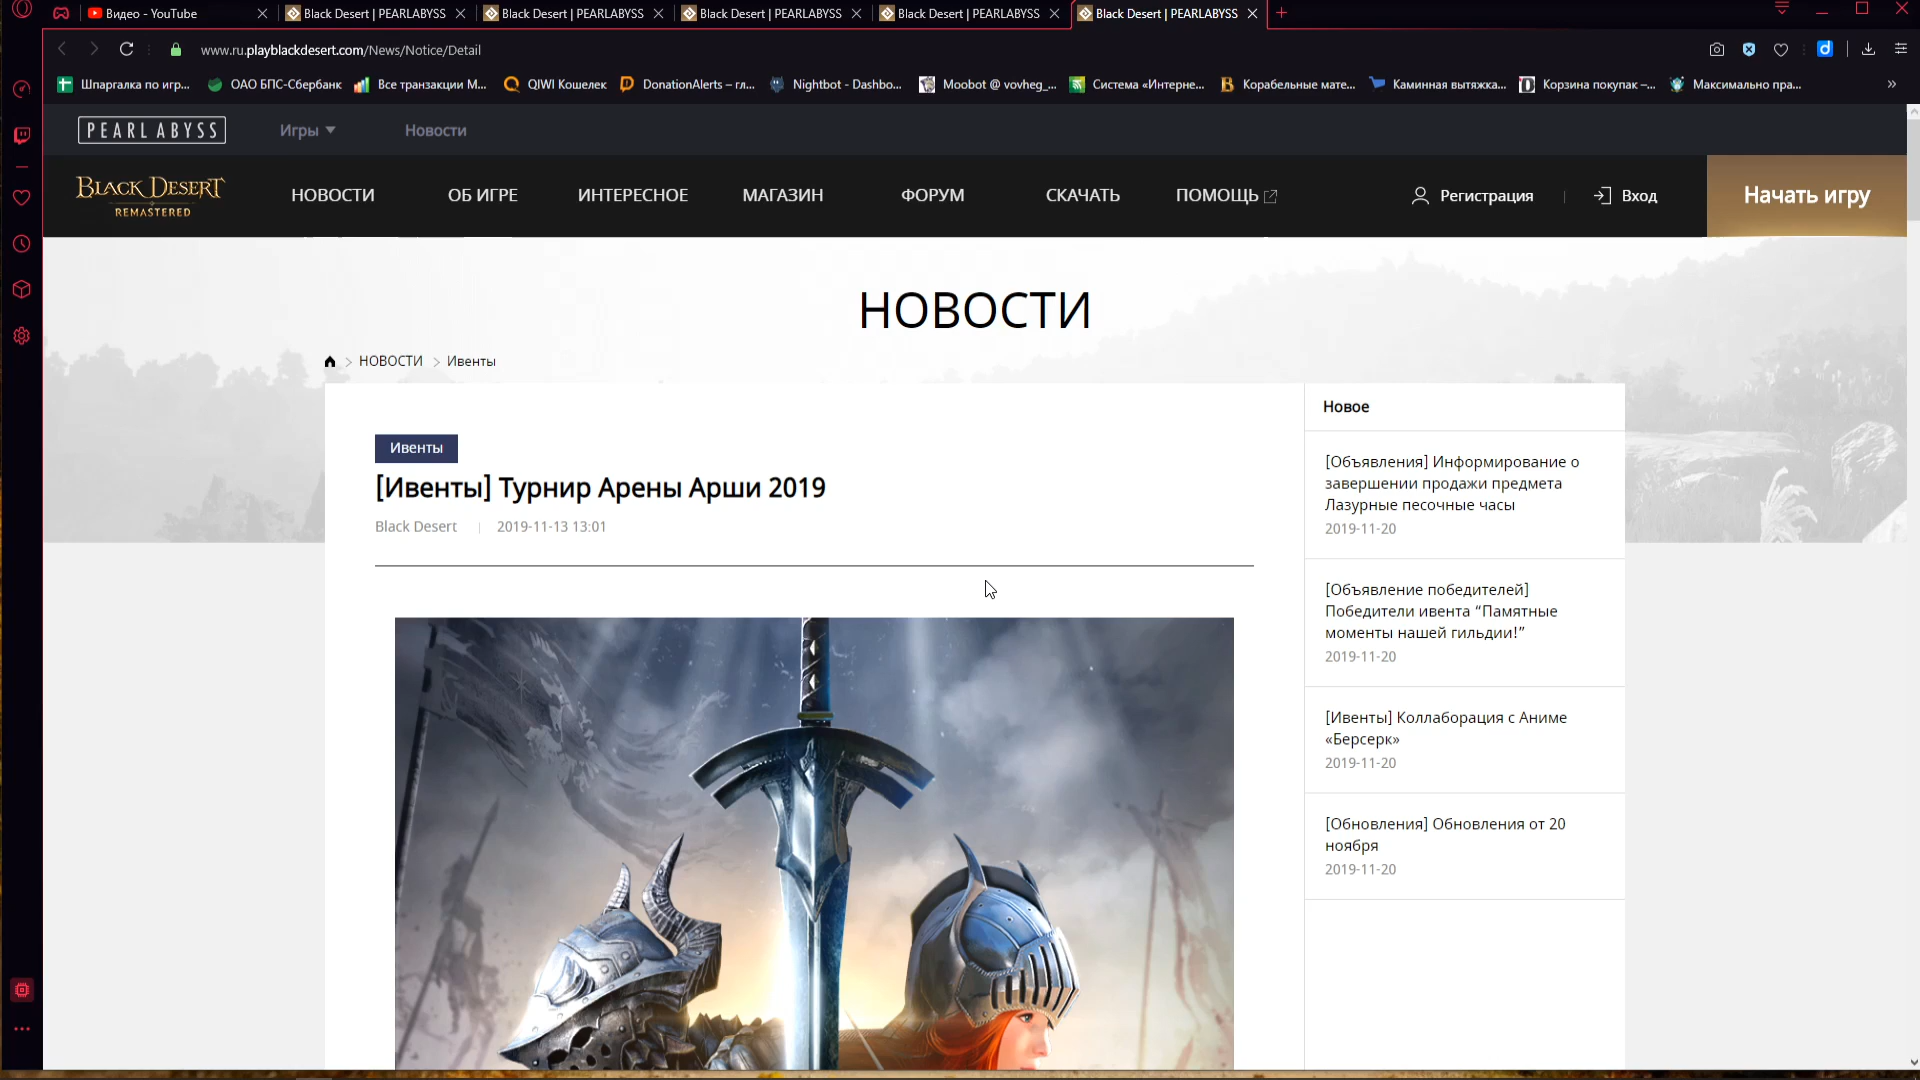 Видео - YouTube
Black Desert | PEARLABYSS
Black Desert | PEARLABYSS
Black Desert | PEARLABYSS
Black Desert | PEARLABYSS
Black Desert | PEARLABYSS
www.ru.playblackdesert.com/News/Notice/Detail
Шпаргалка по игр...
ОАО БПС-Сбербанк
Все транзакции М...
QIWI Кошелек
DonationAlerts – гл...
Nightbot - Dashbo...
Moobot @ vovheg_...
Система «Интерне...
Корабельные мате...
Каминная вытяжка...
Корзина покупак –...
Максимально пра...
PEARL ABYSS
Игры
Новости
BLACK DESERT
REMASTERED
НОВОСТИ
ОБ ИГРЕ
ИНТЕРЕСНОЕ
МАГАЗИН
ФОРУМ
СКАЧАТЬ
ПОМОЩЬ
Регистрация
Вход
Начать игру
НОВОСТИ
НОВОСТИ
Ивенты
Ивенты
[Ивенты] Турнир Арены Арши 2019
Black Desert
2019-11-13 13:01
Новое
[Объявления] Информирование о
завершении продажи предмета
Лазурные песочные часы
2019-11-20
[Объявление победителей]
Победители ивента “Памятные
моменты нашей гильдии!”
2019-11-20
[Ивенты] Коллаборация с Аниме
«Берсерк»
2019-11-20
[Обновления] Обновления от 20
ноября
2019-11-20